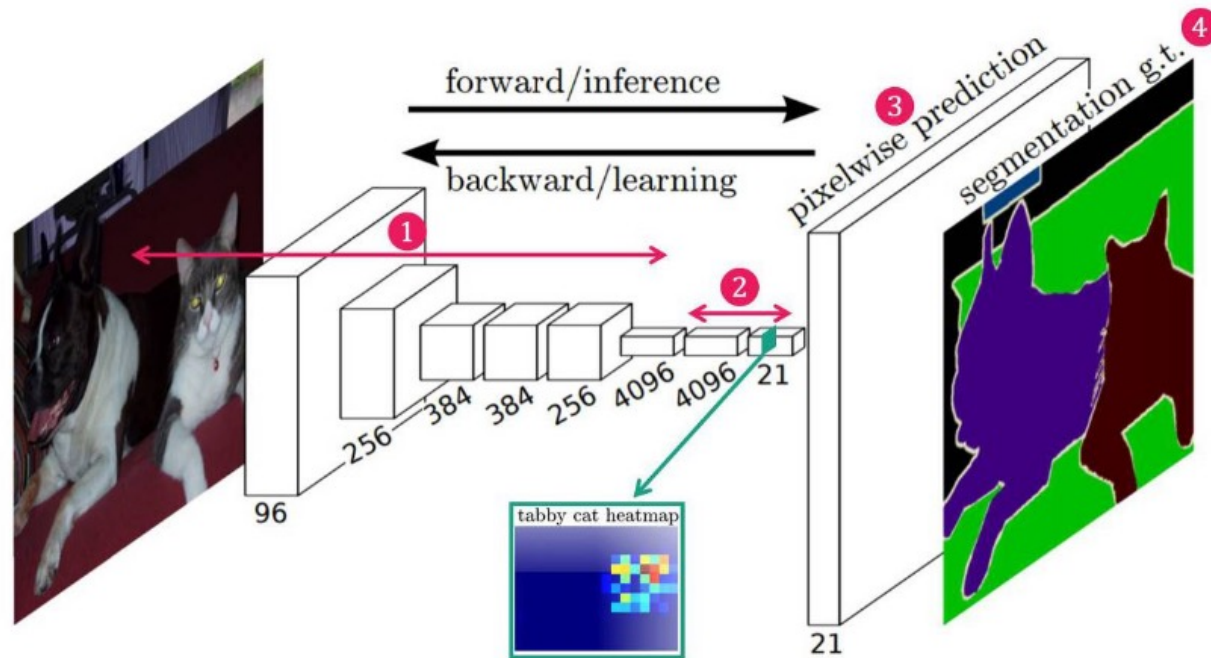 4
forward/inference
3
pixelwise prediction
segmentation g.t.
backward/learning
1
2
96
256
384
384
256
4096
4096
21
tabby cat heatmap
21